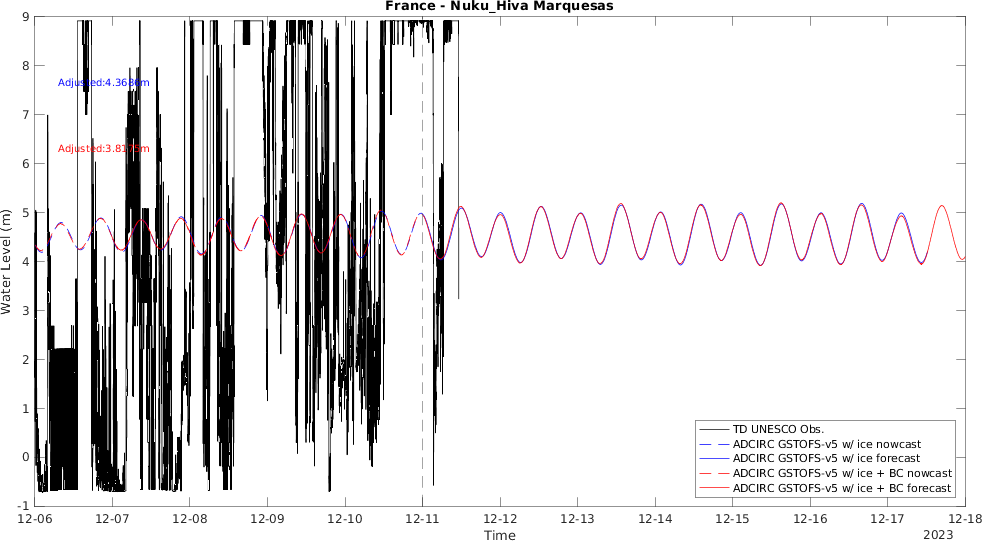 France - Nuku_Hiva Marquesas
9
8
7
6
5
4
3
2
1
0
-1
Water Level (m)
Adjusted:4.3686m
Adjusted:3.8175m
TD UNESCO Obs.
ADCIRC GSTOFS-v5 w/ ice nowcast
ADCIRC GSTOFS-v5 w/ ice forecast
ADCIRC GSTOFS-v5 w/ ice + BC nowcast
ADCIRC GSTOFS-v5 w/ ice + BC forecast
12-06 12-07 12-08 12-09 12-10 12-11 12-12 12-13 12-14 12-15 12-16 12-17 12-18
Time
2023